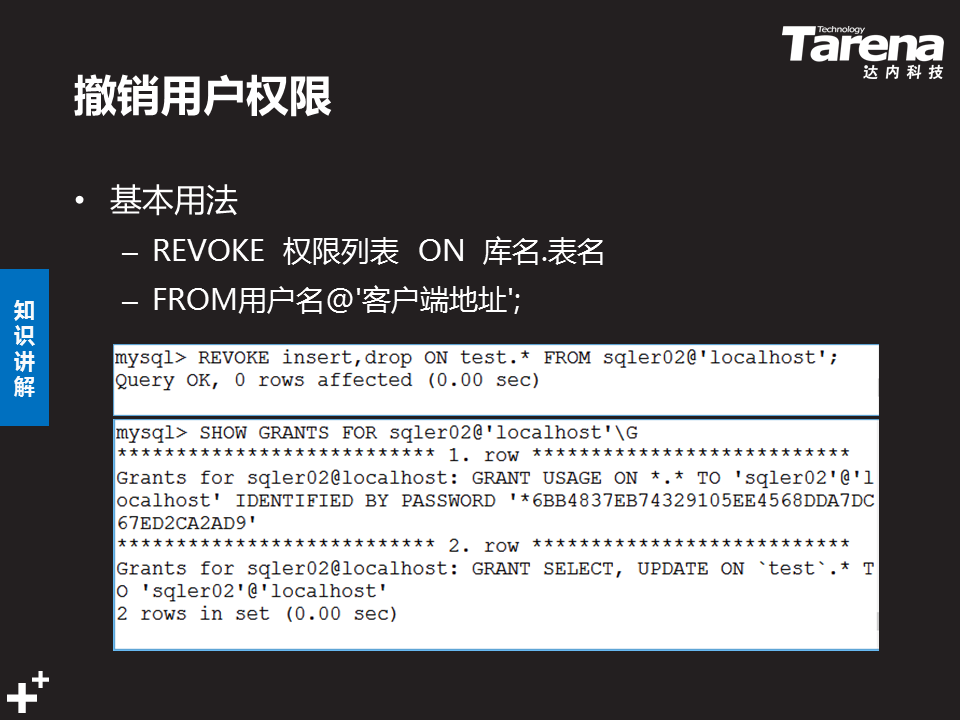 Technology
Tarena
达内科技
撤销用户权限
• 基本用法
– REVOKE 权限列表 ON 库名.表名
– FROM用户名@'客户端地址';
知识讲解
mysql> REVOKE insert,drop ON test.* FROM sqler02@'localhost';
Query OK, 0 rows affected (0.00 sec)
mysql> SHOW GRANTS FOR sqler02@'localhost'\G
*************************** 1. row ***************************
Grants for sqler02@localhost: GRANT USAGE ON *.* TO 'sqler02'@'l
ocalhost' IDENTIFIED BY PASSWORD '*6BB4837EB74329105EE4568DDA7DC
67ED2CA2AD9'
*************************** 2. row ***************************
Grants for sqler02@localhost: GRANT SELECT, UPDATE ON `test`.* T
O 'sqler02'@'localhost'
2 rows in set (0.00 sec)